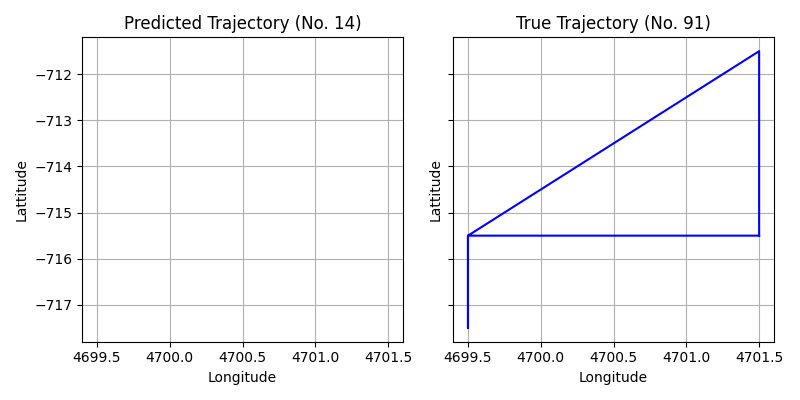 Predicted Trajectory (No. 14)
Lattitude
−712
−713
−714
−715
−716
−717
4699.5 4700.0 4700.5 4701.0 4701.5
Longitude
True Trajectory (No. 91)
Lattitude
4699.5 4700.0 4700.5 4701.0 4701.5
Longitude